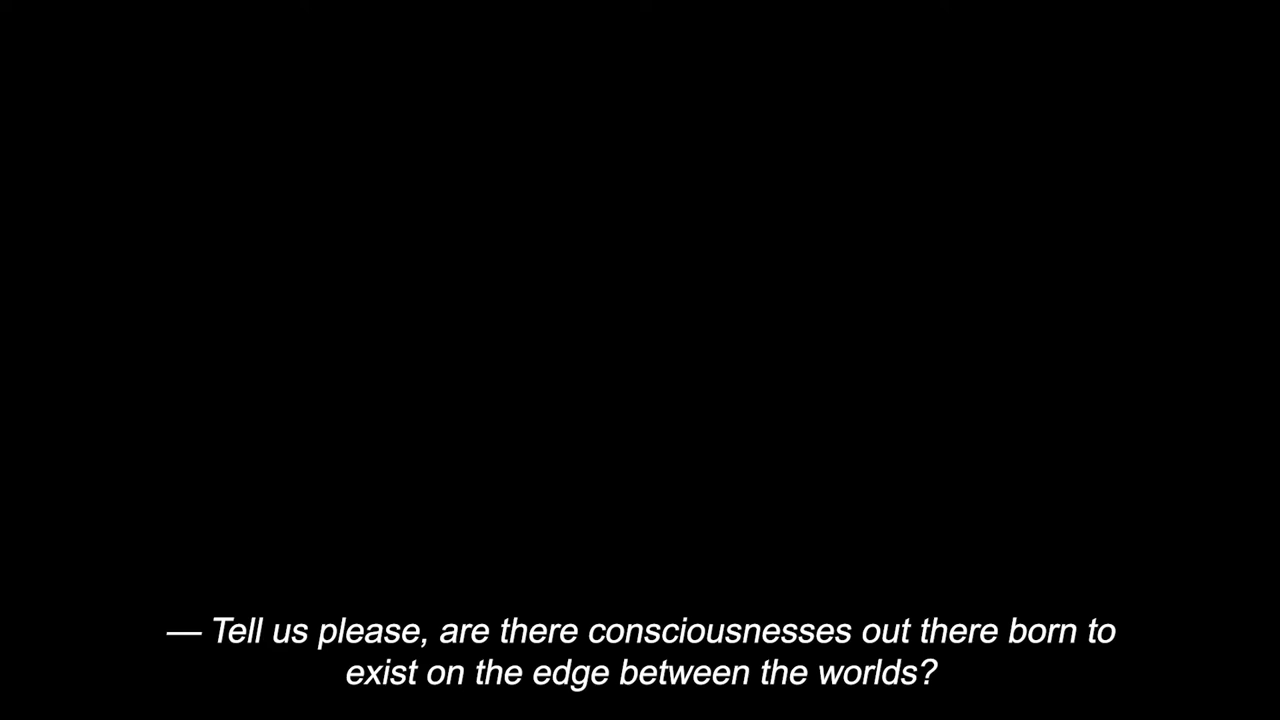 — Tell us please, are there consciousnesses out there born to
exist on the edge between the worlds?